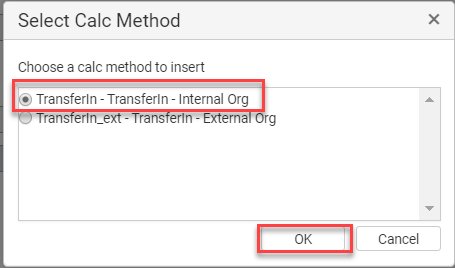 Select Calc Method
Choose a calc method to insert
TransferIn - TransferIn - Internal Org
TransferIn_ext - TransferIn - External Org
OK Cancel